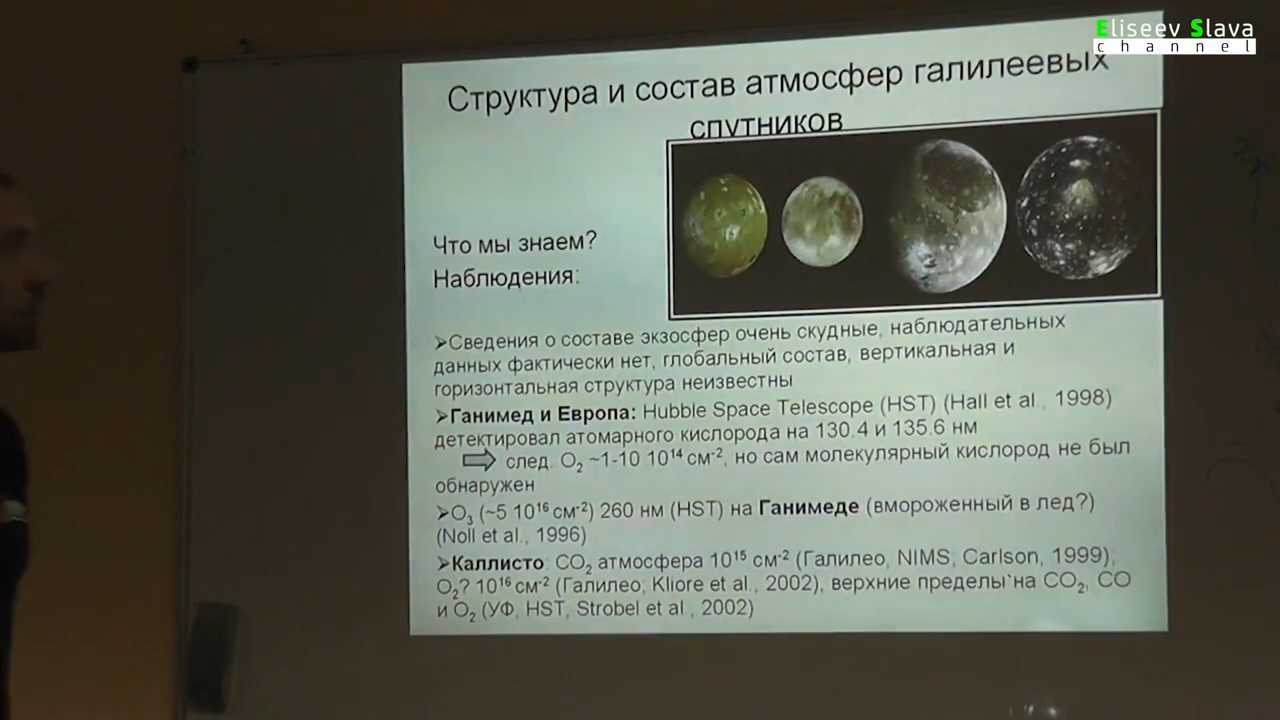 Eliseev Slava
channel
Структура и состав атмосфер галилеевых
спутников
Что мы знаем?
Наблюдения:
➢Сведения о составе экзосфер очень скудные, наблюдательных
данных фактически нет, глобальный состав, вертикальная и
горизонтальная структура неизвестны
➢Ганимед и Европа: Hubble Space Telescope (HST) (Hall et al., 1998)
детектировал атомарного кислорода на 130.4 и 135.6 нм
⇨ след. O₂ ~1-10 10¹⁴ см⁻², но сам молекулярный кислород не был
обнаружен
➢O₃ (~5 10¹⁶ см⁻²) 260 нм (HST) на Ганимеде (вмороженный в лед?)
(Noll et al., 1996)
➢Каллисто: CO₂ атмосфера 10¹⁵ см⁻² (Галилео, NIMS, Carlson, 1999),
O₂? 10¹⁶ см⁻² (Галилео, Kliore et al., 2002), верхние пределы на CO₂, CO
и O₂ (УФ, HST, Strobel et al., 2002)